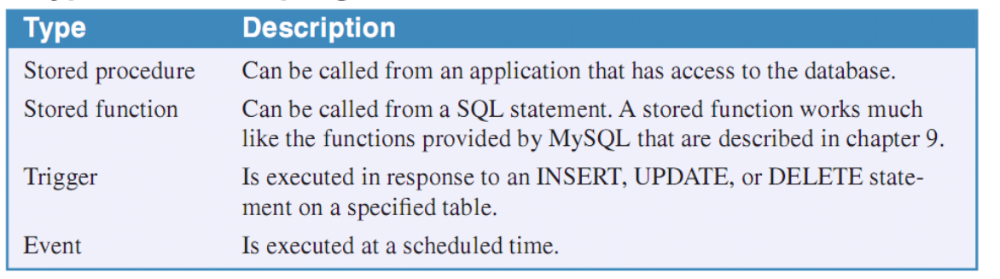 Type Description
Stored procedure Can be called from an application that has access to the database.
Stored function Can be called from a SQL statement. A stored function works much
like the functions provided by MySQL that are described in chapter 9.
Trigger Is executed in response to an INSERT, UPDATE, or DELETE state-
ment on a specified table.
Event Is executed at a scheduled time.